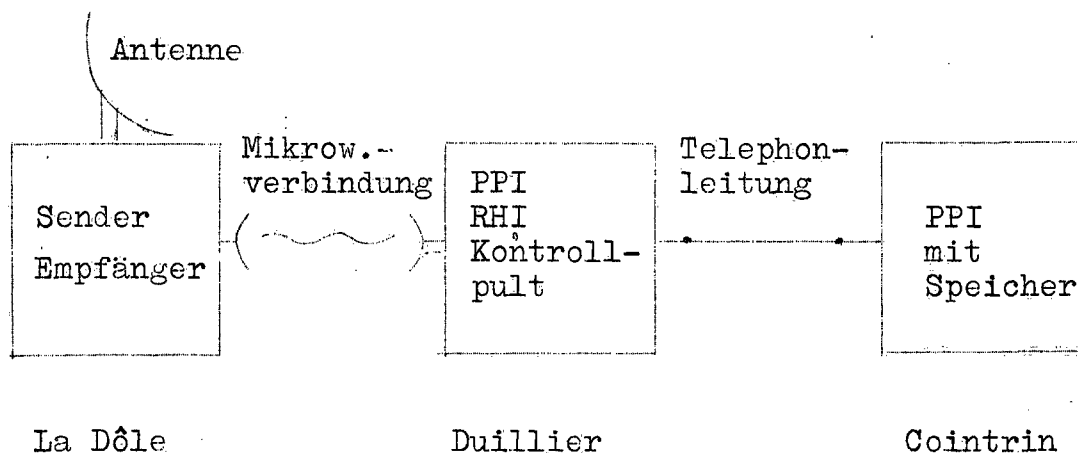 Antenne
Mikrow.-
verbindung
Telephon-
leitung
Sender
Empfänger
PPI
RHI
Kontroll-
pult
PPI
mit
Speicher
La Dôle
Duillier
Cointrin